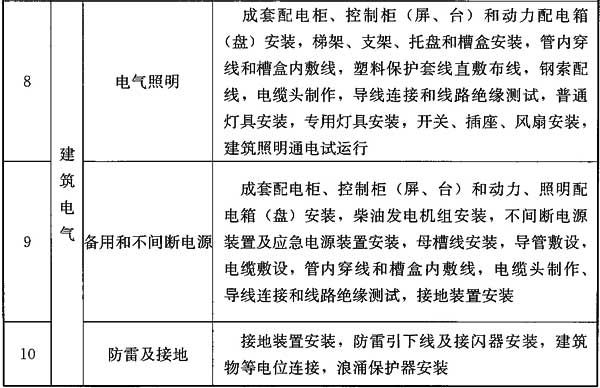 8
电气照明
成套配电柜、控制柜（屏、台）和动力配电箱
（盘）安装，梯架、支架、托盘和槽盒安装，管内穿
线和槽盒内敷线，塑料保护套线直敷布线，钢索配
线，电缆头制作，导线连接和线路绝缘测试，普通
灯具安装，专用灯具安装，开关、插座、风扇安装，
建筑照明通电试运行
建筑电气
9
备用和不间断电源
成套配电柜、控制柜（屏、台）和动力、照明配
电箱（盘）安装，柴油发电机组安装，不间断电源
装置及应急电源装置安装，母槽线安装，导管敷设，
电缆敷设，管内穿线和槽盒内敷线，电缆头制作、
导线连接和线路绝缘测试，接地装置安装
10
防雷及接地
接地装置安装，防雷引下线及接闪器安装，建筑
物等电位连接，浪涌保护器安装